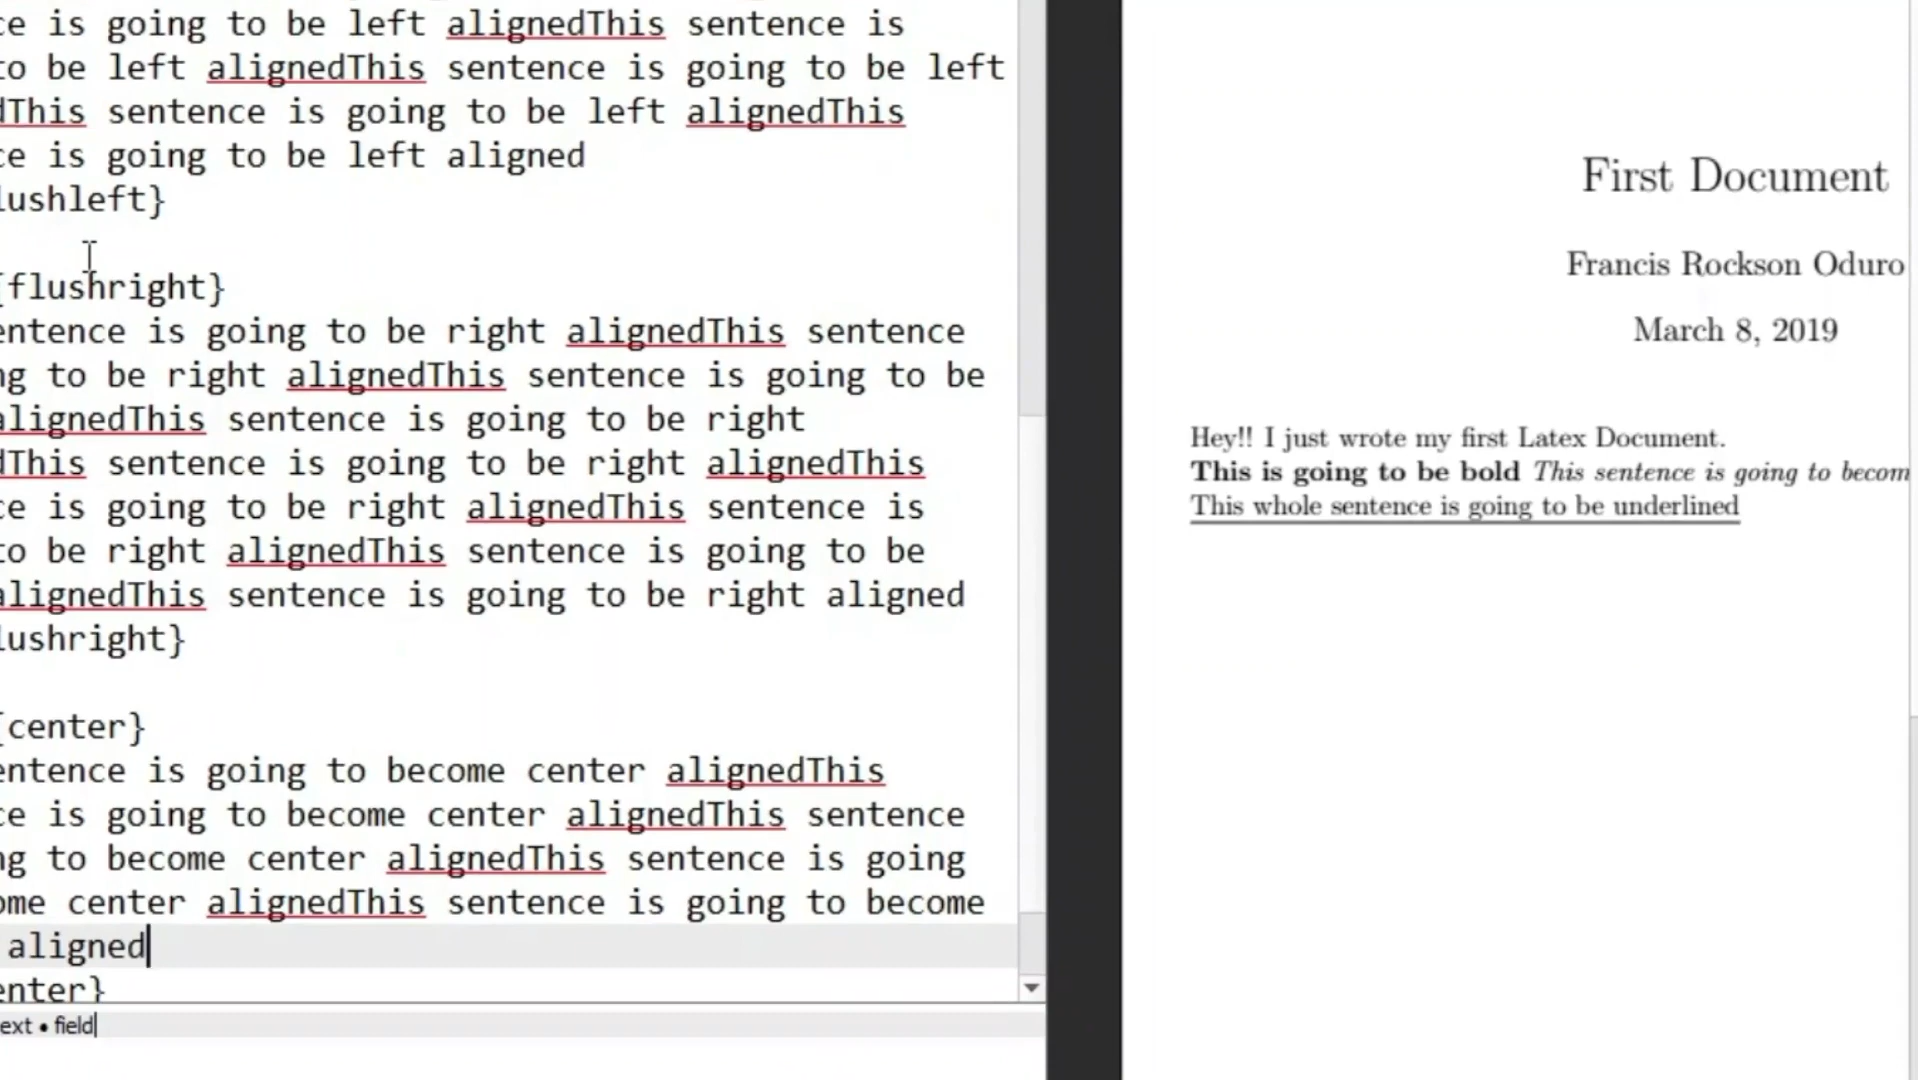 ce is going to be left alignedThis sentence is
to be left alignedThis sentence is going to be left
dThis sentence is going to be left alignedThis
ce is going to be left aligned
lushleft}
{flushright}
entence is going to be right alignedThis sentence
ng to be right alignedThis sentence is going to be
alignedThis sentence is going to be right
dThis sentence is going to be right alignedThis
ce is going to be right alignedThis sentence is
to be right alignedThis sentence is going to be
alignedThis sentence is going to be right aligned
lushright}
{center}
entence is going to become center alignedThis
ce is going to become center alignedThis sentence
ng to become center alignedThis sentence is going
ome center alignedThis sentence is going to become
aligned
enter}
ext • field
First Document
Francis Rockson Oduro
March 8, 2019
Hey!! I just wrote my first Latex Document.
This is going to be bold This sentence is going to becom
This whole sentence is going to be underlined